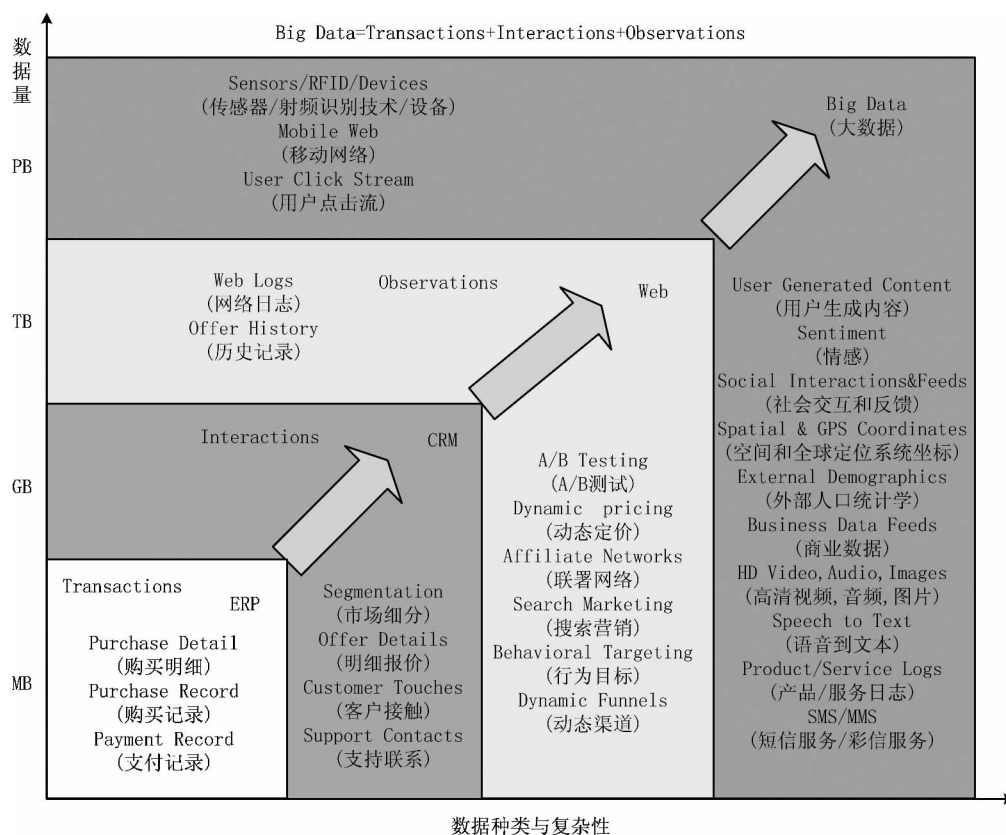 Big Data=Transactions+Interactions+Observations
数
据
量
PB
TB
GB
MB
Sensors/RFID/Devices
(传感器/射频识别技术/设备)
Mobile Web
(移动网络)
User Click Stream
(用户点击流)
Big Data
(大数据)
Web Logs
(网络日志)
Offer History
(历史记录)
Observations
Web
Interactions
CRM
Transactions
ERP
Purchase Detail
(购买明细)
Purchase Record
(购买记录)
Payment Record
(支付记录)
Segmentation
(市场细分)
Offer Details
(明细报价)
Customer Touches
(客户接触)
Support Contacts
(支持联系)
A/B Testing
(A/B测试)
Dynamic pricing
(动态定价)
Affiliate Networks
(联署网络)
Search Marketing
(搜索营销)
Behavioral Targeting
(行为目标)
Dynamic Funnels
(动态渠道)
User Generated Content
(用户生成内容)
Sentiment
(情感)
Social Interactions&Feeds
(社会交互和反馈)
Spatial & GPS Coordinates
(空间和全球定位系统坐标)
External Demographics
(外部人口统计学)
Business Data Feeds
(商业数据)
HD Video,Audio,Images
(高清视频,音频,图片)
Speech to Text
(语音到文本)
Product/Service Logs
(产品/服务日志)
SMS/MMS
(短信服务/彩信服务)
数据种类与复杂性